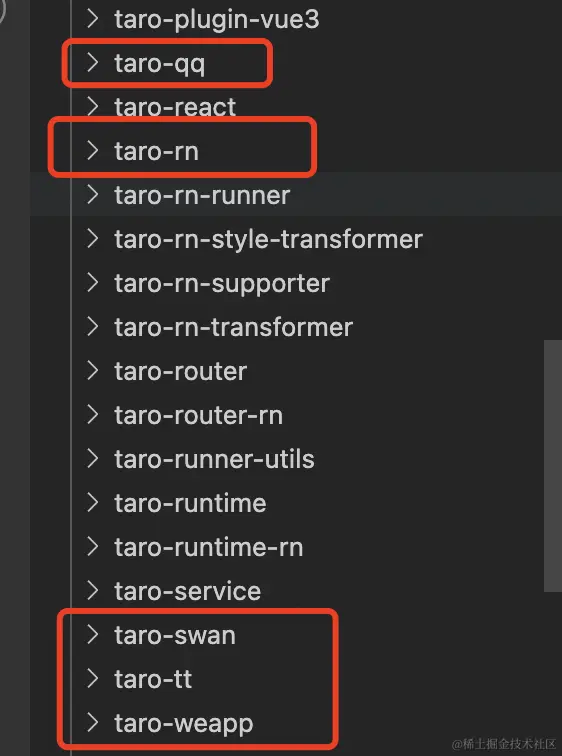 taro-plugin-vue3
taro-qq
taro-react
taro-rn
taro-rn-runner
taro-rn-style-transformer
taro-rn-supporter
taro-rn-transformer
taro-router
taro-router-rn
taro-runner-utils
taro-runtime
taro-runtime-rn
taro-service
taro-swan
taro-tt
taro-weapp
@稀土掘金技术社区